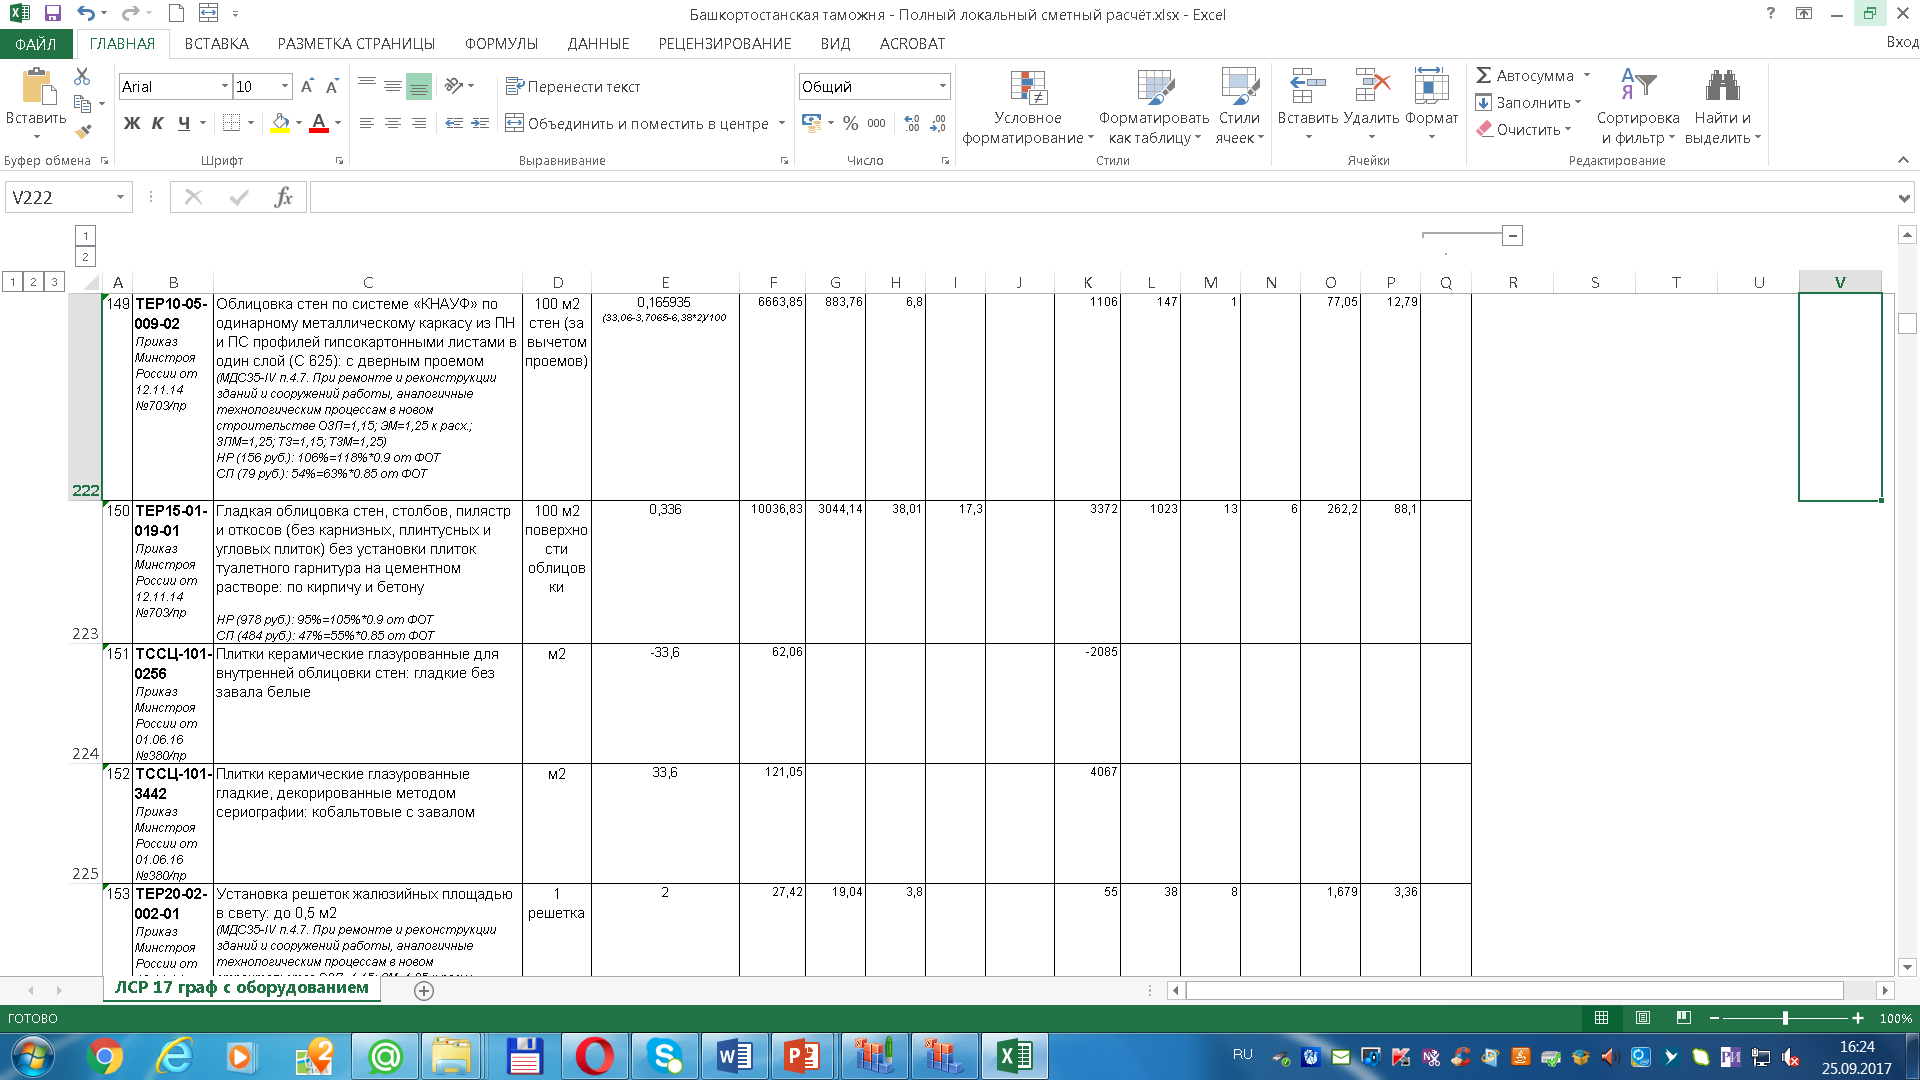 Башкортостанская таможня - Полный локальный сметный расчёт.xlsx - Excel
ФАЙЛ ГЛАВНАЯ ВСТАВКА РАЗМЕТКА СТРАНИЦЫ ФОРМУЛЫ ДАННЫЕ РЕЦЕНЗИРОВАНИЕ ВИД ACROBAT Вход
Вставить
Буфер обмена
Arial 10
Ж К Ч
Шрифт
Перенести текст
Объединить и поместить в центре
Выравнивание
Общий
% 000
Число
Условное форматирование
Форматировать как таблицу
Стили ячеек
Стили
Вставить Удалить Формат
Ячейки
Автосумма
Заполнить
Очистить
Сортировка и фильтр
Найти и выделить
Редактирование
V222
fx
1
2
1 2 3
A B C D E F G H I J K L M N O P Q R S T U V
222
149
ТЕР10-05-
009-02
Приказ
Минстроя
России от
12.11.14
№703/пр
Облицовка стен по системе «КНАУФ» по
одинарному металлическому каркасу из ПН
и ПС профилей гипсокартонными листами в
один слой (С 625): с дверным проемом
(МДС35-IV п.4.7. При ремонте и реконструкции
зданий и сооружений работы, аналогичные
технологическим процессам в новом
строительстве ОЗП=1,15; ЭМ=1,25 к расх.;
ЗПМ=1,25; ТЗ=1,15; ТЗМ=1,25)
НР (156 руб.): 106%=118%*0.9 от ФОТ
СП (79 руб.): 54%=63%*0.85 от ФОТ
100 м2
стен (за
вычетом
проемов)
0,165935
(33,06-3,7065-6,38*2)/100
6663,85 883,76 6,8 1106 147 1 77,05 12,79
223
150
ТЕР15-01-
019-01
Приказ
Минстроя
России от
12.11.14
№703/пр
Гладкая облицовка стен, столбов, пилястр
и откосов (без карнизных, плинтусных и
угловых плиток) без установки плиток
туалетного гарнитура на цементном
растворе: по кирпичу и бетону
НР (978 руб.): 95%=105%*0.9 от ФОТ
СП (484 руб.): 47%=55%*0.85 от ФОТ
100 м2
поверхно
сти
облицов
ки
0,336 10036,83 3044,14 38,01 17,3 3372 1023 13 6 262,2 88,1
224
151
ТССЦ-101-
0256
Приказ
Минстроя
России от
01.06.16
№380/пр
Плитки керамические глазурованные для
внутренней облицовки стен: гладкие без
завала белые
м2 -33,6 62,06 -2085
225
152
ТССЦ-101-
3442
Приказ
Минстроя
России от
01.06.16
№380/пр
Плитки керамические глазурованные
гладкие, декорированные методом
сериографии: кобальтовые с завалом
м2 33,6 121,05 4067
153
ТЕР20-02-
002-01
Приказ
Минстроя
России от
Установка решеток жалюзийных площадью
в свету: до 0,5 м2
(МДС35-IV п.4.7. При ремонте и реконструкции
зданий и сооружений работы, аналогичные
технологическим процессам в новом
1
решетка
2 27,42 19,04 3,8 55 38 8 1,679 3,36
ЛСР 17 граф с оборудованием
ГОТОВО
100%
RU
16:24
25.09.2017